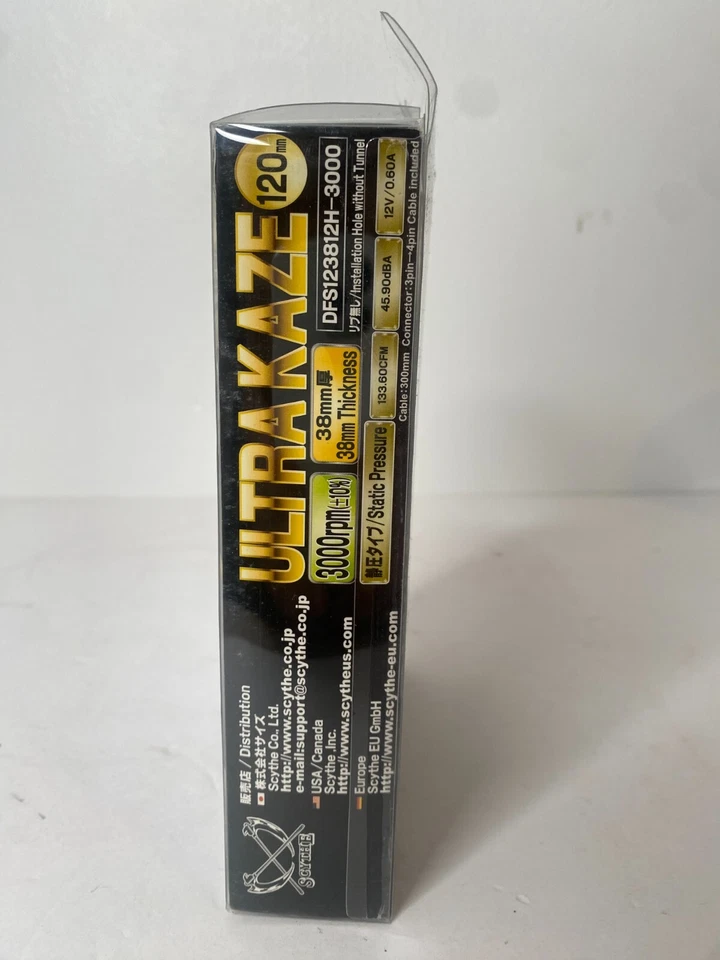 ULTRA KAZE 120mm
DFS123812H-3000
38mm厚
38mm Thickness
リブ無し/Installation Hole without Tunnel
3000rpm(±10%)
静圧タイプ/Static Pressure
133.60CFM
45.90dBA
12V/0.60A
Cable:300mm Connector:3pin→4pin Cable included
販売店 / Distribution
株式会社サイズ
Scythe Co., Ltd.
http://www.scythe.co.jp
e-mail:support@scythe.co.jp
USA/Canada
Scythe ,Inc.
http://www.scytheus.com
Europe
Scythe EU GmbH
http://www.scythe-eu.com
SCYTHE